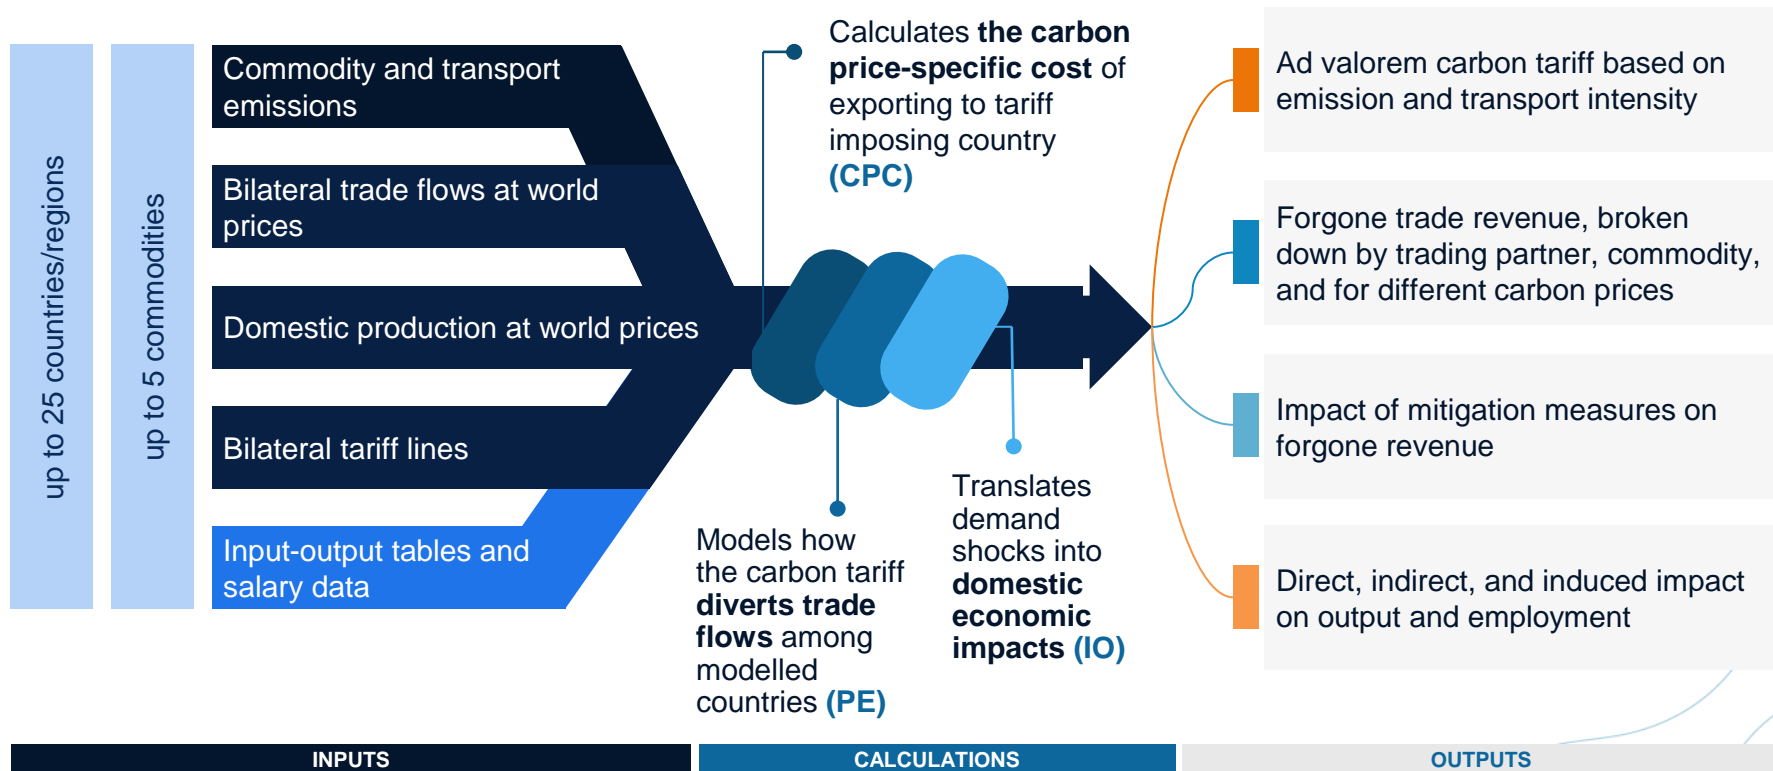 up to 25 countries/regions
up to 5 commodities
Commodity and transport
emissions
Bilateral trade flows at world
prices
Domestic production at world prices
Bilateral tariff lines
Input-output tables and
salary data
Calculates the carbon
price-specific cost of
exporting to tariff
imposing country
(CPC)
Models how
the carbon tariff
diverts trade
flows among
modelled
countries (PE)
Translates
demand
shocks into
domestic
economic
impacts (IO)
Ad valorem carbon tariff based on
emission and transport intensity
Forgone trade revenue, broken
down by trading partner, commodity,
and for different carbon prices
Impact of mitigation measures on
forgone revenue
Direct, indirect, and induced impact
on output and employment
INPUTS
CALCULATIONS
OUTPUTS